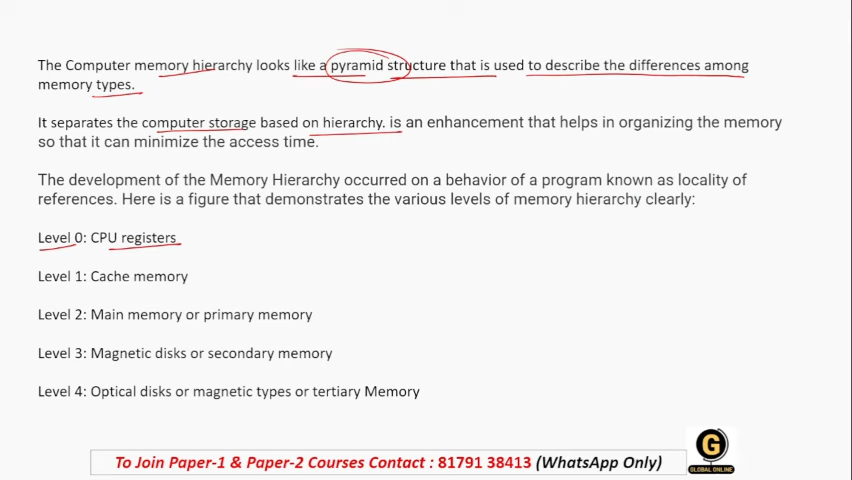 The Computer memory hierarchy looks like a pyramid structure that is used to describe the differences among
memory types.
It separates the computer storage based on hierarchy. is an enhancement that helps in organizing the memory
so that it can minimize the access time.
The development of the Memory Hierarchy occurred on a behavior of a program known as locality of
references. Here is a figure that demonstrates the various levels of memory hierarchy clearly:
Level 0: CPU registers
Level 1: Cache memory
Level 2: Main memory or primary memory
Level 3: Magnetic disks or secondary memory
Level 4: Optical disks or magnetic types or tertiary Memory
To Join Paper-1 & Paper-2 Courses Contact : 81791 38413 (WhatsApp Only)
G
GLOBAL ONLINE